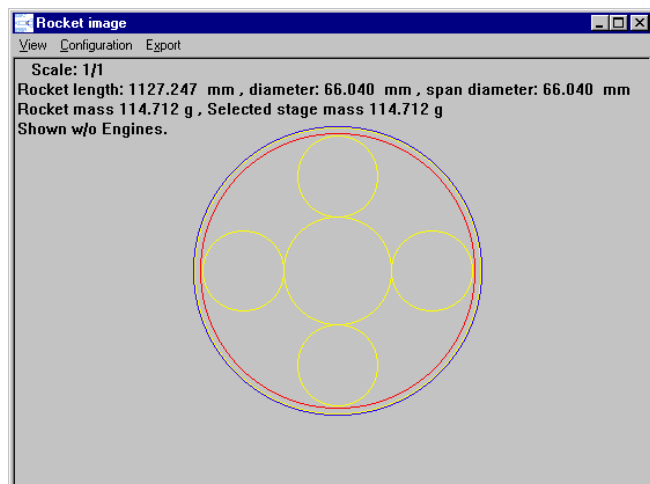 Rocket image
View Configuration Export
Scale: 1/1
Rocket length: 1127.247 mm , diameter: 66.040 mm , span diameter: 66.040 mm
Rocket mass 114.712 g , Selected stage mass 114.712 g
Shown w/o Engines.